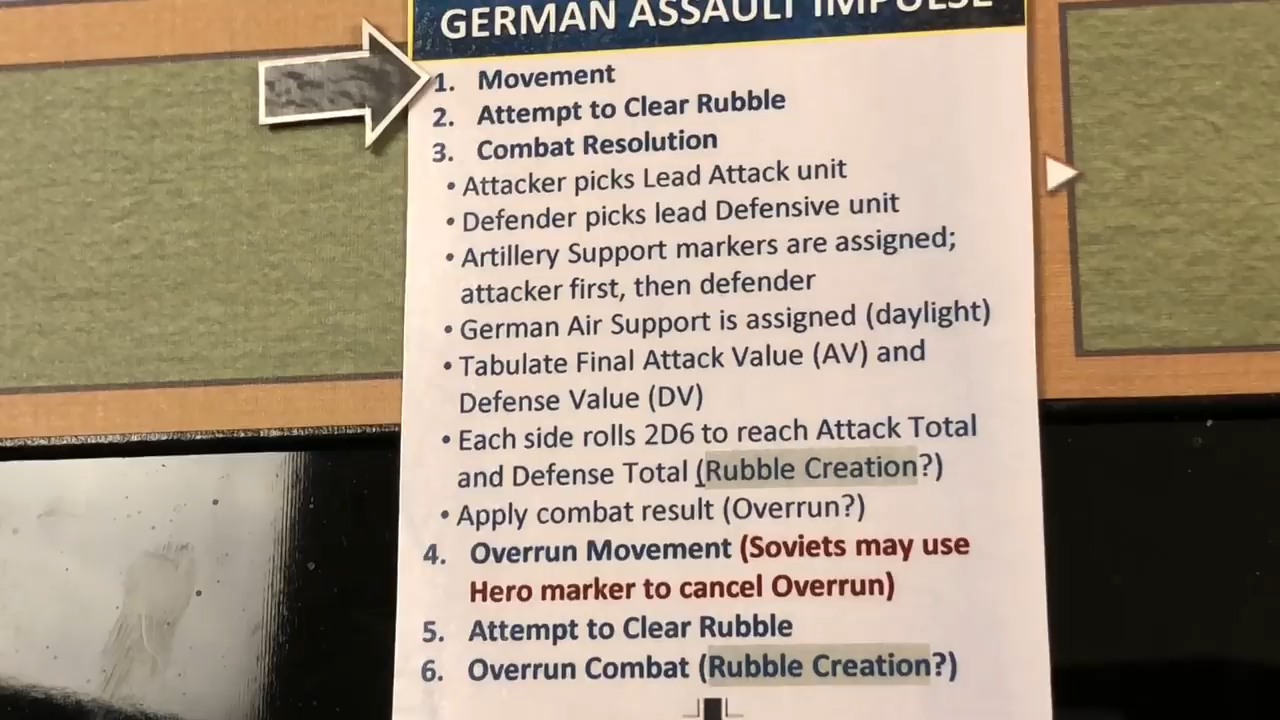 GERMAN ASSAULT IMPULSE
1. Movement
2. Attempt to Clear Rubble
3. Combat Resolution
• Attacker picks Lead Attack unit
• Defender picks lead Defensive unit
• Artillery Support markers are assigned;
attacker first, then defender
• German Air Support is assigned (daylight)
• Tabulate Final Attack Value (AV) and
Defense Value (DV)
• Each side rolls 2D6 to reach Attack Total
and Defense Total (Rubble Creation?)
• Apply combat result (Overrun?)
4. Overrun Movement (Soviets may use
Hero marker to cancel Overrun)
5. Attempt to Clear Rubble
6. Overrun Combat (Rubble Creation?)